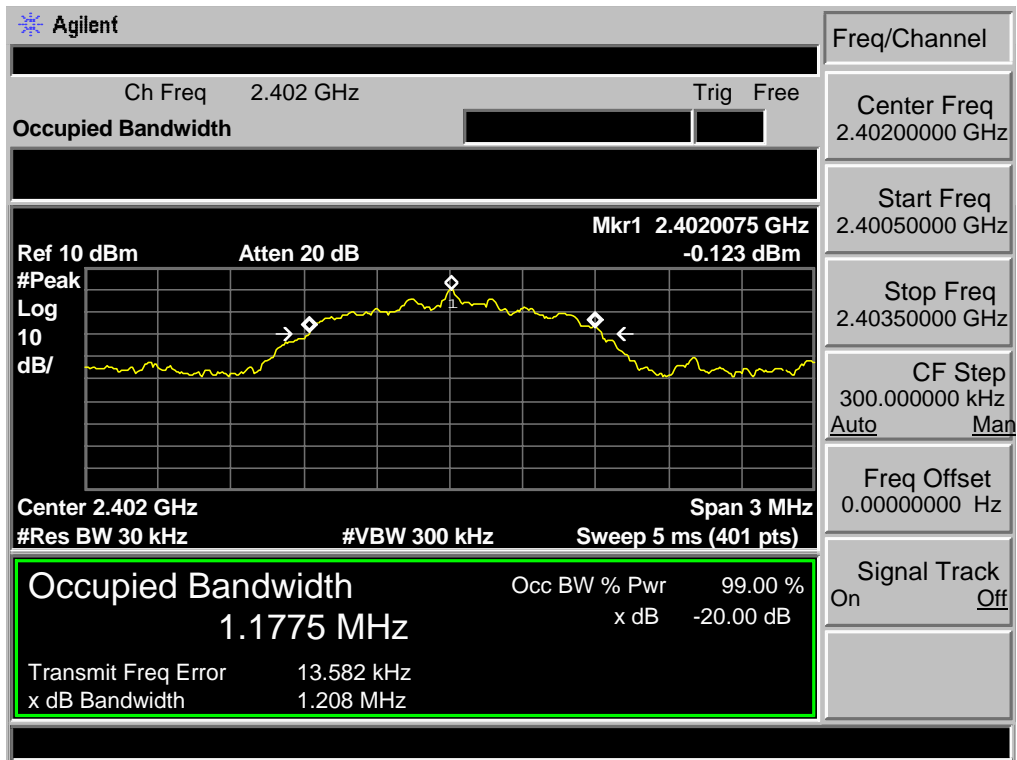 Agilent
Freq/Channel
Ch Freq 2.402 GHz Trig Free
Occupied Bandwidth
Center Freq
2.40200000 GHz
Start Freq
2.40050000 GHz
Stop Freq
2.40350000 GHz
CF Step
300.000000 kHz
Auto Man
Freq Offset
0.00000000 Hz
Signal Track
On Off
Mkr1 2.4020075 GHz
Ref 10 dBm Atten 20 dB -0.123 dBm
#Peak
Log
10
dB/
1
Center 2.402 GHz Span 3 MHz
#Res BW 30 kHz #VBW 300 kHz Sweep 5 ms (401 pts)
Occupied Bandwidth Occ BW % Pwr 99.00 %
1.1775 MHz x dB -20.00 dB
Transmit Freq Error 13.582 kHz
x dB Bandwidth 1.208 MHz